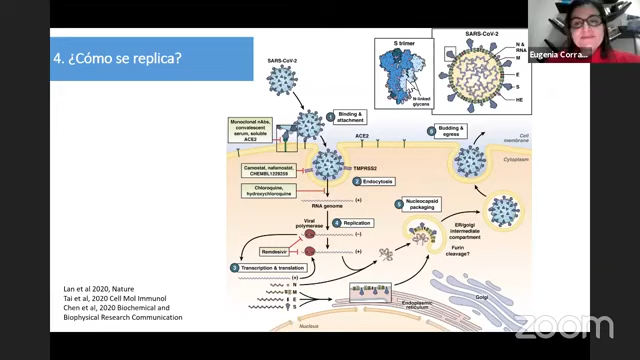 4. ¿Cómo se replica?
SARS-CoV-2
S trimer
N-linked
glycans
SARS-CoV-2
N &
RNA
M
E
S
HE
Eugenia Corra...
Monoclonal nAbs,
convalescent
serum, soluble
ACE2
1 Binding &
attachment
ACE2
6 Budding &
egress
Cell
membrane
Cytoplasm
Camostat, nafamostat,
CHEMBL1229259
TMPRSS2
2 Endocytosis
Chloroquine,
hydroxychloroquine
(+)
RNA genome
5 Nucleocapsid
packaging
Viral
polymerase
4 Replication
(–)
ER/golgi
intermediate
compartment
Furin
cleavage?
Remdesivir
(+)
3 Transcription & translation
(+)
N
M
E
S
Endoplasmic
reticulum
Golgi
Nucleus
Lan et al 2020, Nature
Tai et al, 2020 Cell Mol Immunol
Chen et al, 2020 Biochemical and
Biophysical Research Communication
zoom